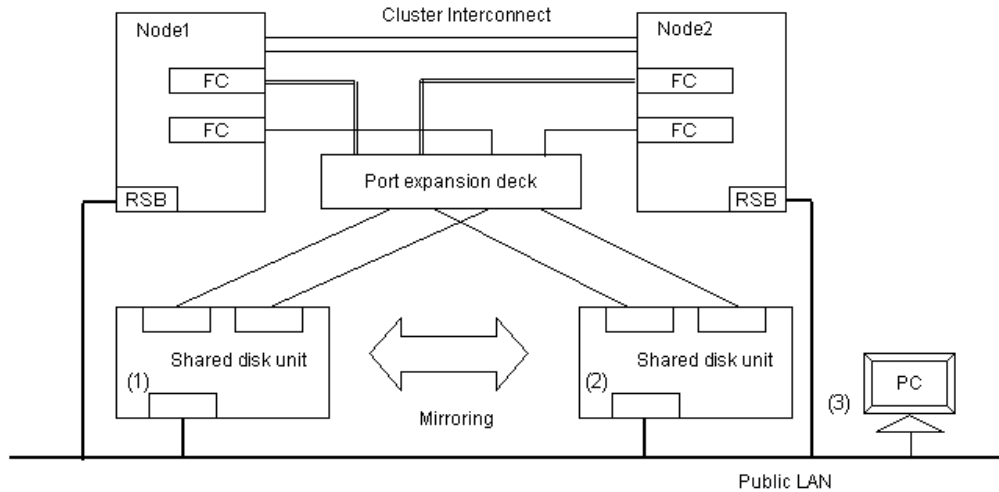 Cluster Interconnect
Node1
Node2
FC
FC
FC
FC
Port expansion deck
RSB
RSB
Shared disk unit
Shared disk unit
(1)
(2)
(3)
PC
Mirroring
Public LAN